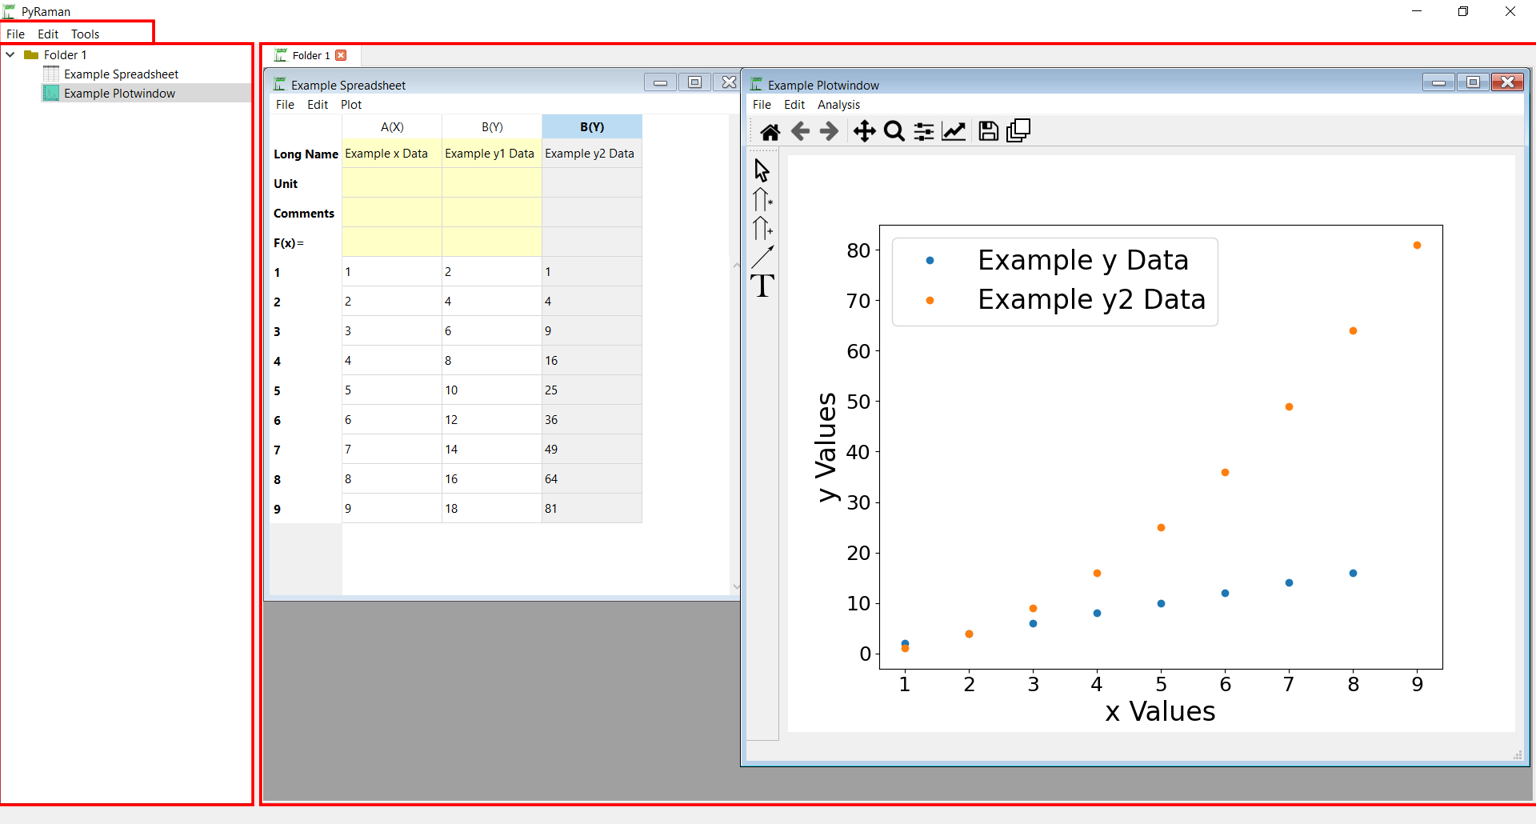 PyRaman
File Edit Tools
Folder 1
Example Spreadsheet
Example Plotwindow
Folder 1
Example Spreadsheet
File Edit Plot
A(X) B(Y) B(Y)
Long Name Example x Data Example y1 Data Example y2 Data
Unit
Comments
F(x)=
1 1 2 1
2 2 4 4
3 3 6 9
4 4 8 16
5 5 10 25
6 6 12 36
7 7 14 49
8 8 16 64
9 9 18 81
Example Plotwindow
File Edit Analysis
T
Example y Data
Example y2 Data
80
70
60
50
40
30
20
10
0
y Values
1 2 3 4 5 6 7 8 9
x Values